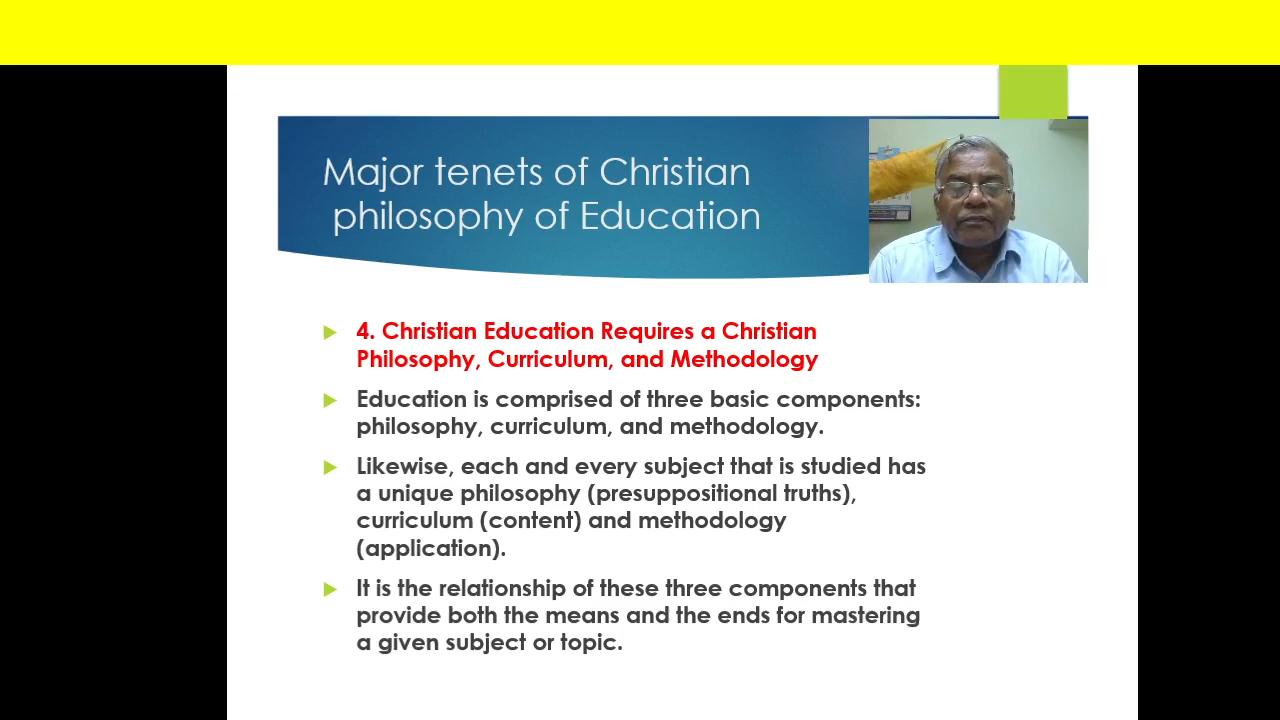 Major tenets of Christian
philosophy of Education
4. Christian Education Requires a Christian
Philosophy, Curriculum, and Methodology
Education is comprised of three basic components:
philosophy, curriculum, and methodology.
Likewise, each and every subject that is studied has
a unique philosophy (presuppositional truths),
curriculum (content) and methodology
(application).
It is the relationship of these three components that
provide both the means and the ends for mastering
a given subject or topic.